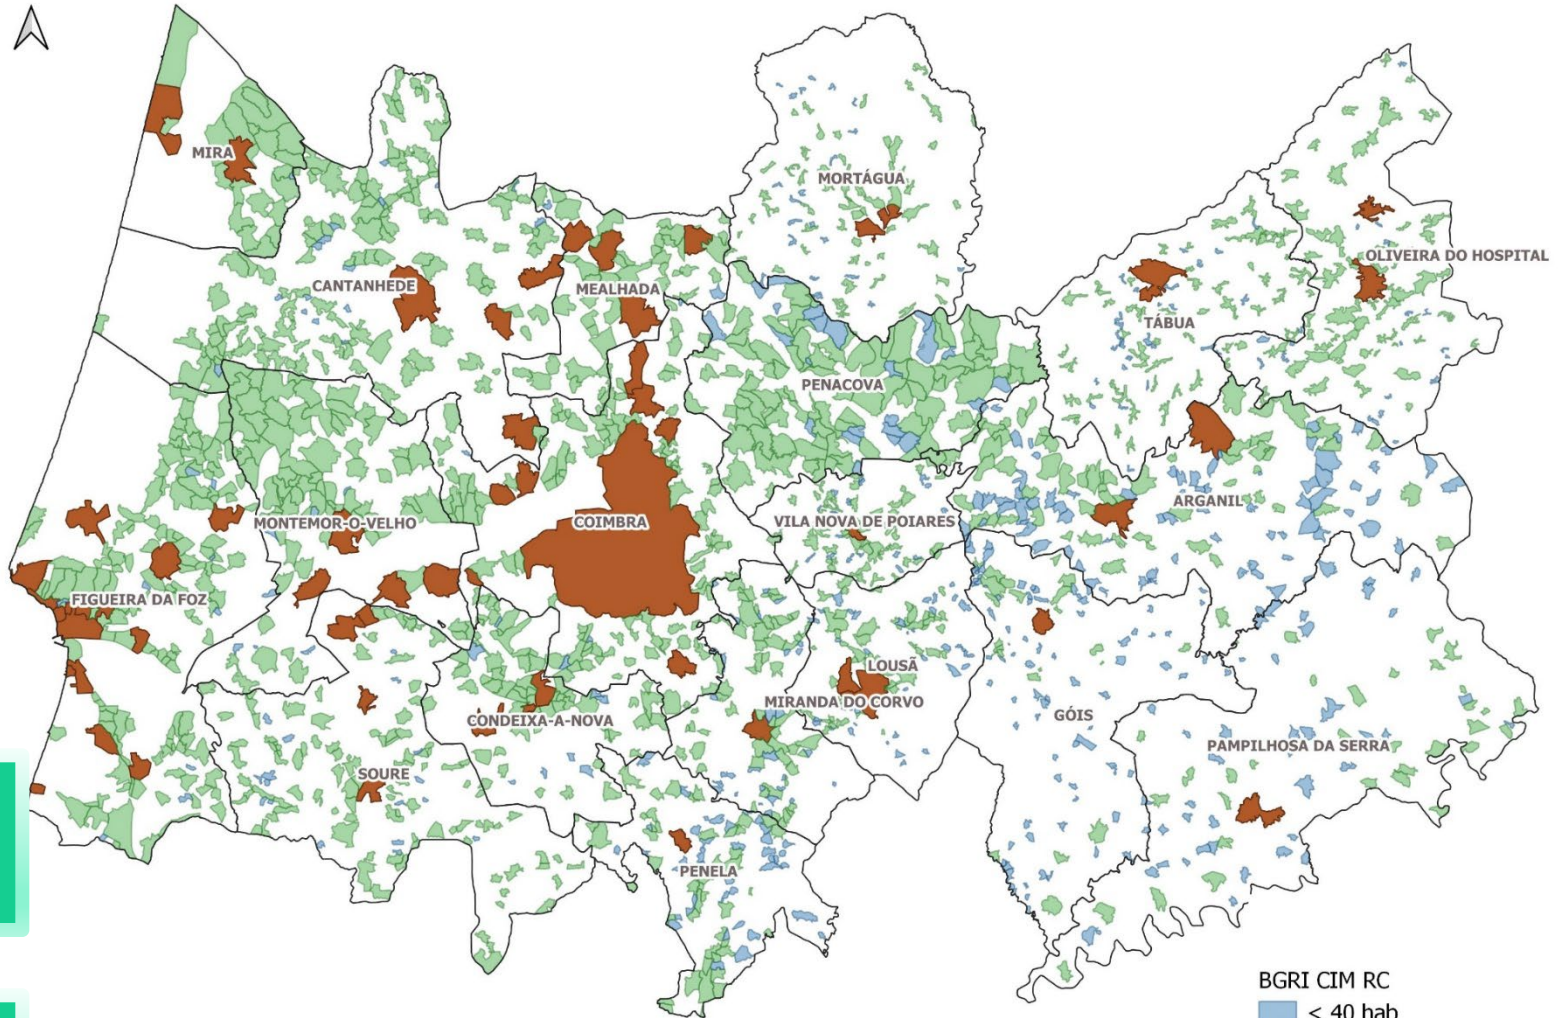 MIRA
MORTÁGUA
OLIVEIRA DO HOSPITAL
CANTANHEDE
MEALHADA
TÁBUA
PENACOVA
ARGANIL
MONTEMOR-O-VELHO
COIMBRA
VILA NOVA DE POIARES
FIGUEIRA DA FOZ
LOUSÃ
MIRANDA DO CORVO
GÓIS
CONDEIXA-A-NOVA
PAMPILHOSA DA SERRA
SOURE
PENELA
BGRI CIM RC
< 40 hab